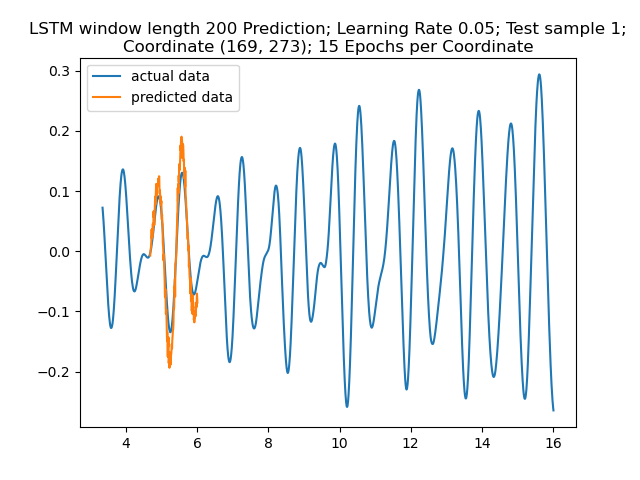 LSTM window length 200 Prediction; Learning Rate 0.05; Test sample 1;
Coordinate (169, 273); 15 Epochs per Coordinate
actual data
predicted data
0.3
0.2
0.1
0.0
−0.1
−0.2
4 6 8 10 12 14 16